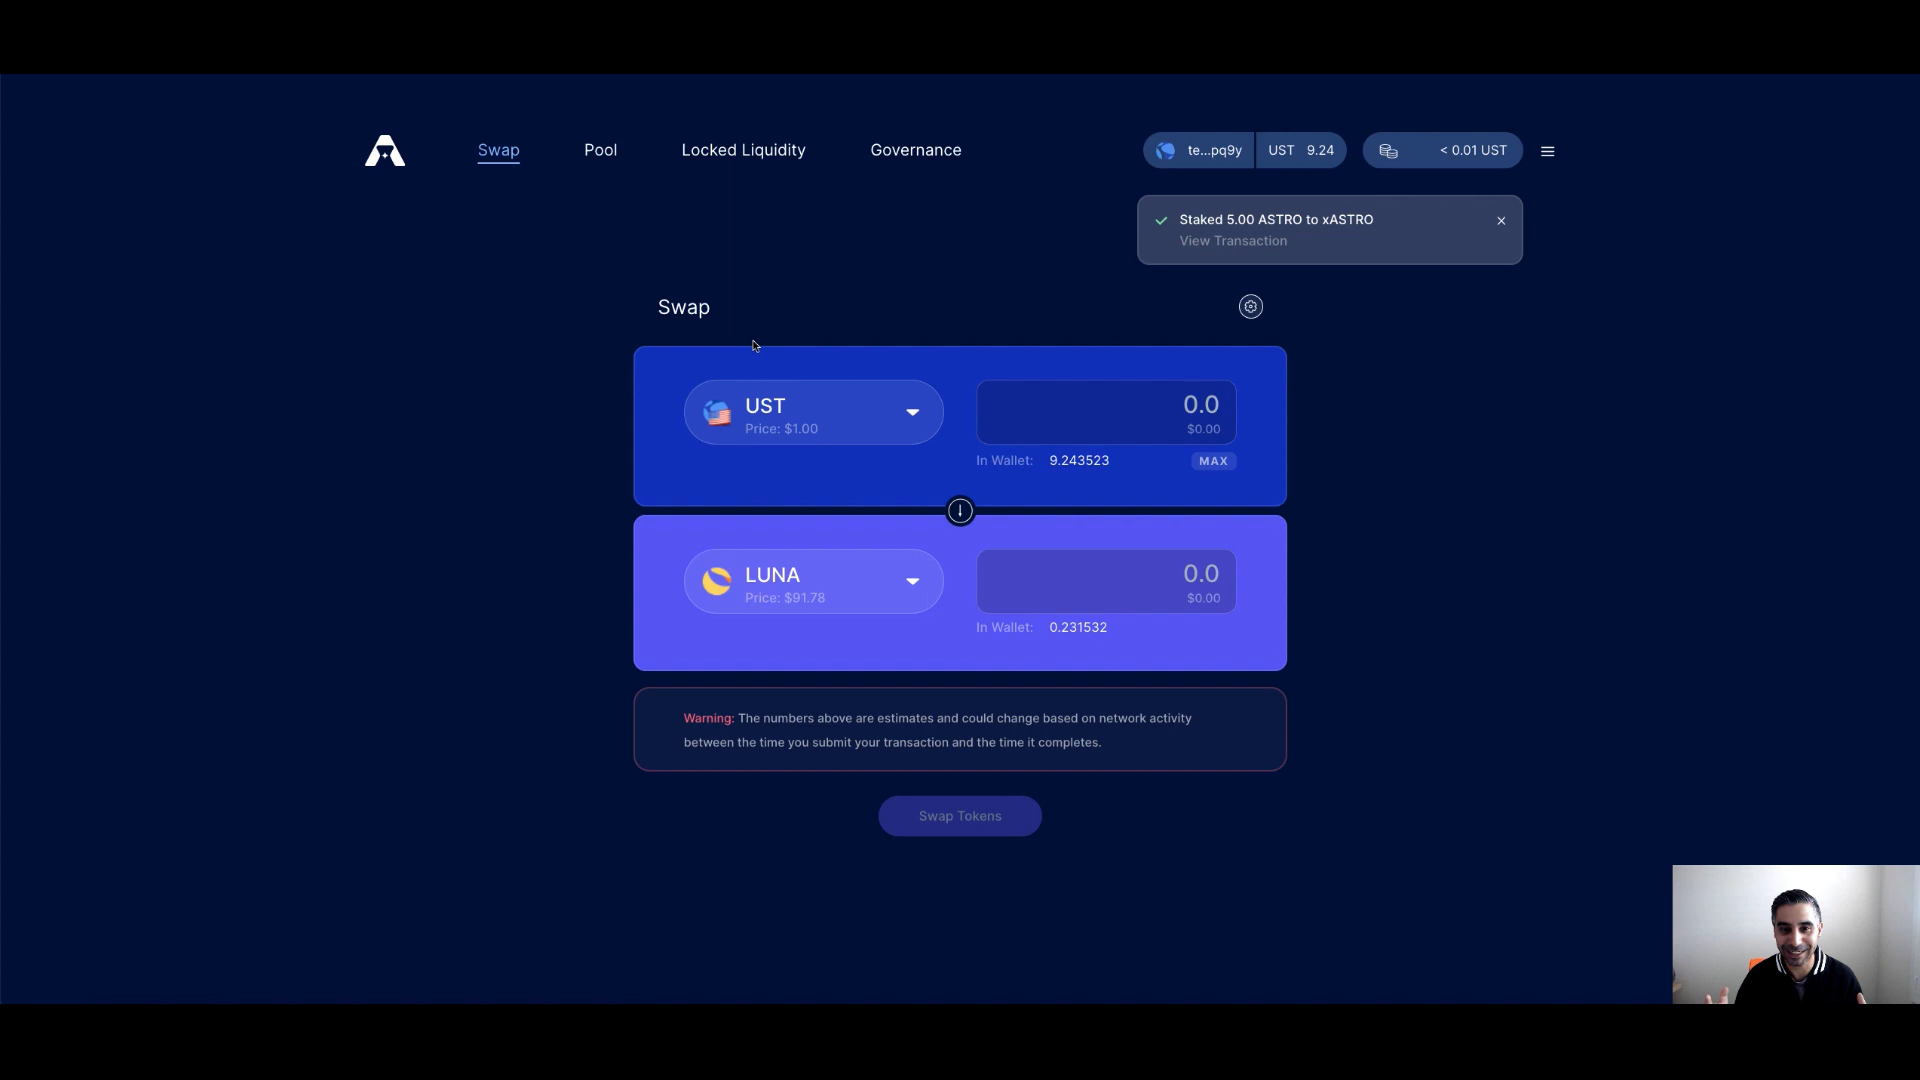 Swap
Pool
Locked Liquidity
Governance
te...pq9y
UST 9.24
< 0.01 UST
Staked 5.00 ASTRO to xASTRO
View Transaction
Swap
UST
Price: $1.00
0.0
$0.00
In Wallet: 9.243523
MAX
LUNA
Price: $91.78
0.0
$0.00
In Wallet: 0.231532
Warning: The numbers above are estimates and could change based on network activity
between the time you submit your transaction and the time it completes.
Swap Tokens